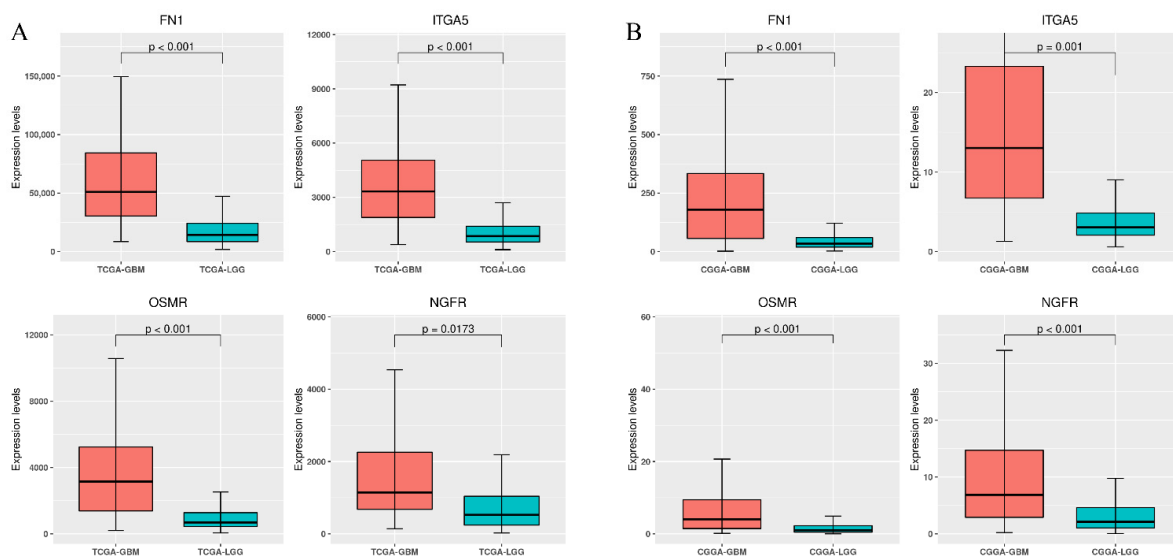 A
FN1
Expression levels
150,000
100,000
50,000
0
p < 0.001
TCGA-GBM
TCGA-LGG
ITGA5
Expression levels
12000
9000
6000
3000
0
p < 0.001
TCGA-GBM
TCGA-LGG
B
FN1
Expression levels
750
500
250
0
p < 0.001
CGGA-GBM
CGGA-LGG
ITGA5
Expression levels
20
10
0
p = 0.001
CGGA-GBM
CGGA-LGG
OSMR
Expression levels
12000
8000
4000
0
p < 0.001
TCGA-GBM
TCGA-LGG
NGFR
Expression levels
6000
4000
2000
0
p = 0.0173
TCGA-GBM
TCGA-LGG
OSMR
Expression levels
60
40
20
0
p < 0.001
CGGA-GBM
CGGA-LGG
NGFR
Expression levels
30
20
10
0
p < 0.001
CGGA-GBM
CGGA-LGG